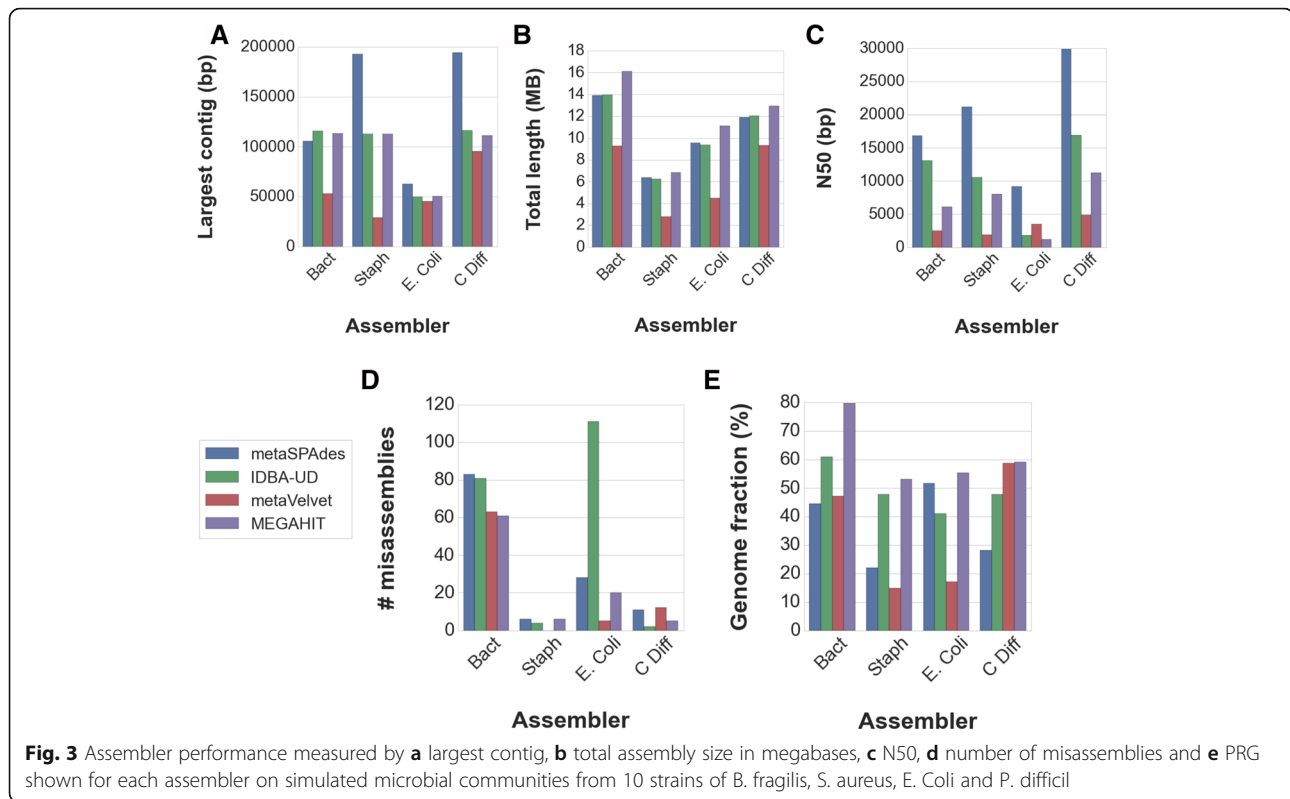 A
Largest contig (bp)
200000
150000
100000
50000
0
Bact
Staph
E. Coli
C Diff
Assembler
B
Total length (MB)
18
16
14
12
10
8
6
4
2
0
Bact
Staph
E. Coli
C Diff
Assembler
C
N50 (bp)
30000
25000
20000
15000
10000
5000
0
Bact
Staph
E. Coli
C Diff
Assembler
metaSPAdes
IDBA-UD
metaVelvet
MEGAHIT
D
# misassemblies
120
100
80
60
40
20
0
Bact
Staph
E. Coli
C Diff
Assembler
E
Genome fraction (%)
80
70
60
50
40
30
20
10
0
Bact
Staph
E. Coli
C Diff
Assembler
Fig. 3 Assembler performance measured by a largest contig, b total assembly size in megabases, c N50, d number of misassemblies and e PRG
shown for each assembler on simulated microbial communities from 10 strains of B. fragilis, S. aureus, E. Coli and P. difficil